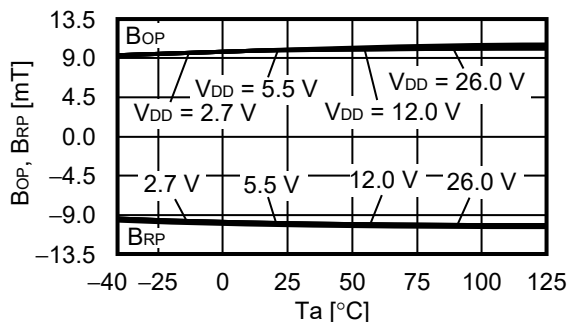 13.5
BOP
9.0
VDD = 5.5 V
VDD = 26.0 V
4.5
VDD = 2.7 V
VDD = 12.0 V
0.0
BOP, BRP [mT]
−4.5
2.7 V
5.5 V
12.0 V
26.0 V
−9.0
BRP
−13.5
−40
−25
0
25
50
75
100
125
Ta [°C]